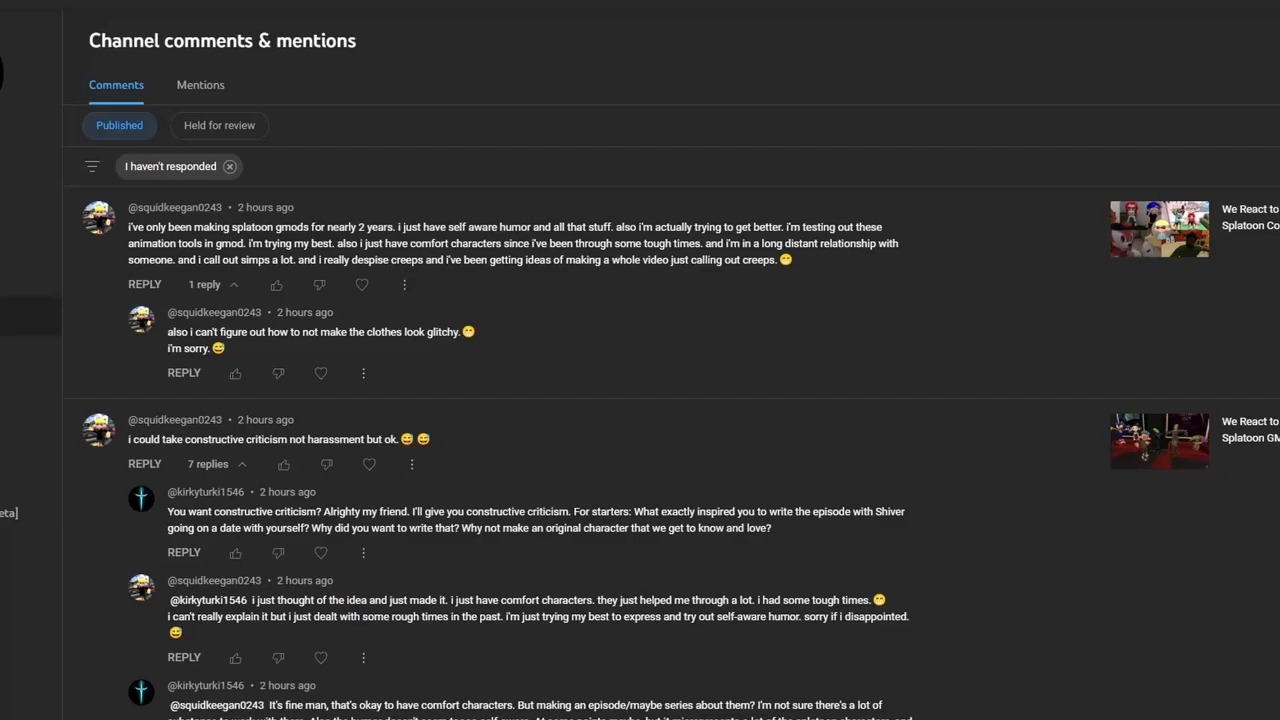 Channel comments & mentions
Comments
Mentions
Published
Held for review
I haven't responded
@squidkeegan0243 • 2 hours ago
i've only been making splatoon gmods for nearly 2 years. i just have self aware humor and all that stuff. also i'm actually trying to get better. i'm testing out these
animation tools in gmod. i'm trying my best. also i just have comfort characters since i've been through some tough times. and i'm in a long distant relationship with
someone. and i call out simps a lot. and i really despise creeps and i've been getting ideas of making a whole video just calling out creeps. 😁
We React to
Splatoon Co
REPLY 1 reply
@squidkeegan0243 • 2 hours ago
also i can't figure out how to not make the clothes look glitchy. 😁
i'm sorry. 😅
REPLY
@squidkeegan0243 • 2 hours ago
i could take constructive criticism not harassment but ok. 😅 😅
We React to
Splatoon GM
REPLY 7 replies
@kirkyturki1546 • 2 hours ago
You want constructive criticism? Alrighty my friend. I'll give you constructive criticism. For starters: What exactly inspired you to write the episode with Shiver
going on a date with yourself? Why did you want to write that? Why not make an original character that we get to know and love?
eta]
REPLY
@squidkeegan0243 • 2 hours ago
@kirkyturki1546 i just thought of the idea and just made it. i just have comfort characters. they just helped me through a lot. i had some tough times. 😁
i can't really explain it but i just dealt with some rough times in the past. i'm just trying my best to express and try out self-aware humor. sorry if i disappointed.
😅
REPLY
@kirkyturki1546 • 2 hours ago
@squidkeegan0243 It's fine man, that's okay to have comfort characters. But making an episode/maybe series about them? I'm not sure there's a lot of